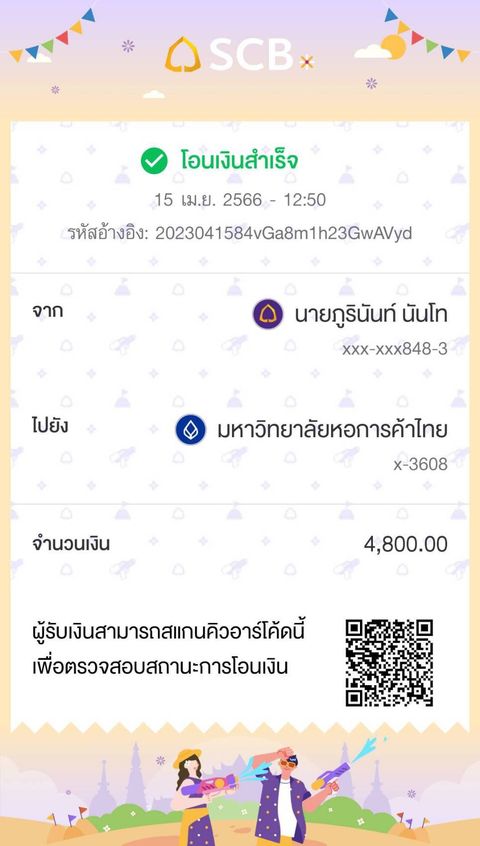 SCB
โอนเงินสำเร็จ
15 เม.ย. 2566 - 12:50
รหัสอ้างอิง: 2023041584vGa8m1h23GwAVyd
จาก
นายภูรินันท์ นันโท
xxx-xxx848-3
ไปยัง
มหาวิทยาลัยหอการค้าไทย
x-3608
จำนวนเงิน 4,800.00
ผู้รับเงินสามารถสแกนคิวอาร์โค้ดนี้
เพื่อตรวจสอบสถานะการโอนเงิน